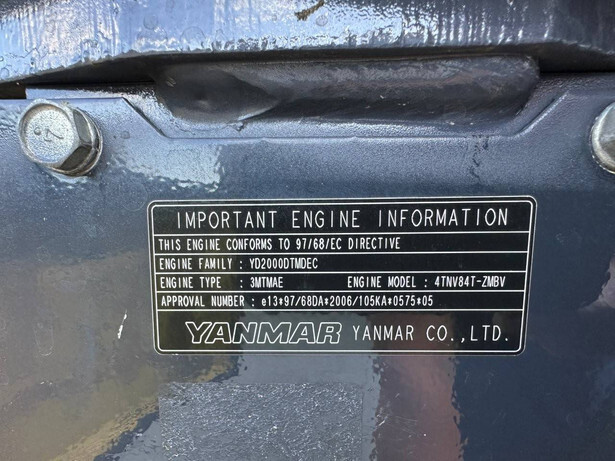 7
IMPORTANT ENGINE INFORMATION
THIS ENGINE CONFORMS TO 97/68/EC DIRECTIVE
ENGINE FAMILY : YD2000DTMDEC
ENGINE TYPE : 3MTMAE ENGINE MODEL : 4TNV84T-ZMBV
APPROVAL NUMBER : e13*97/68DA*2006/105KA*0575*05
YANMAR YANMAR CO.,LTD.